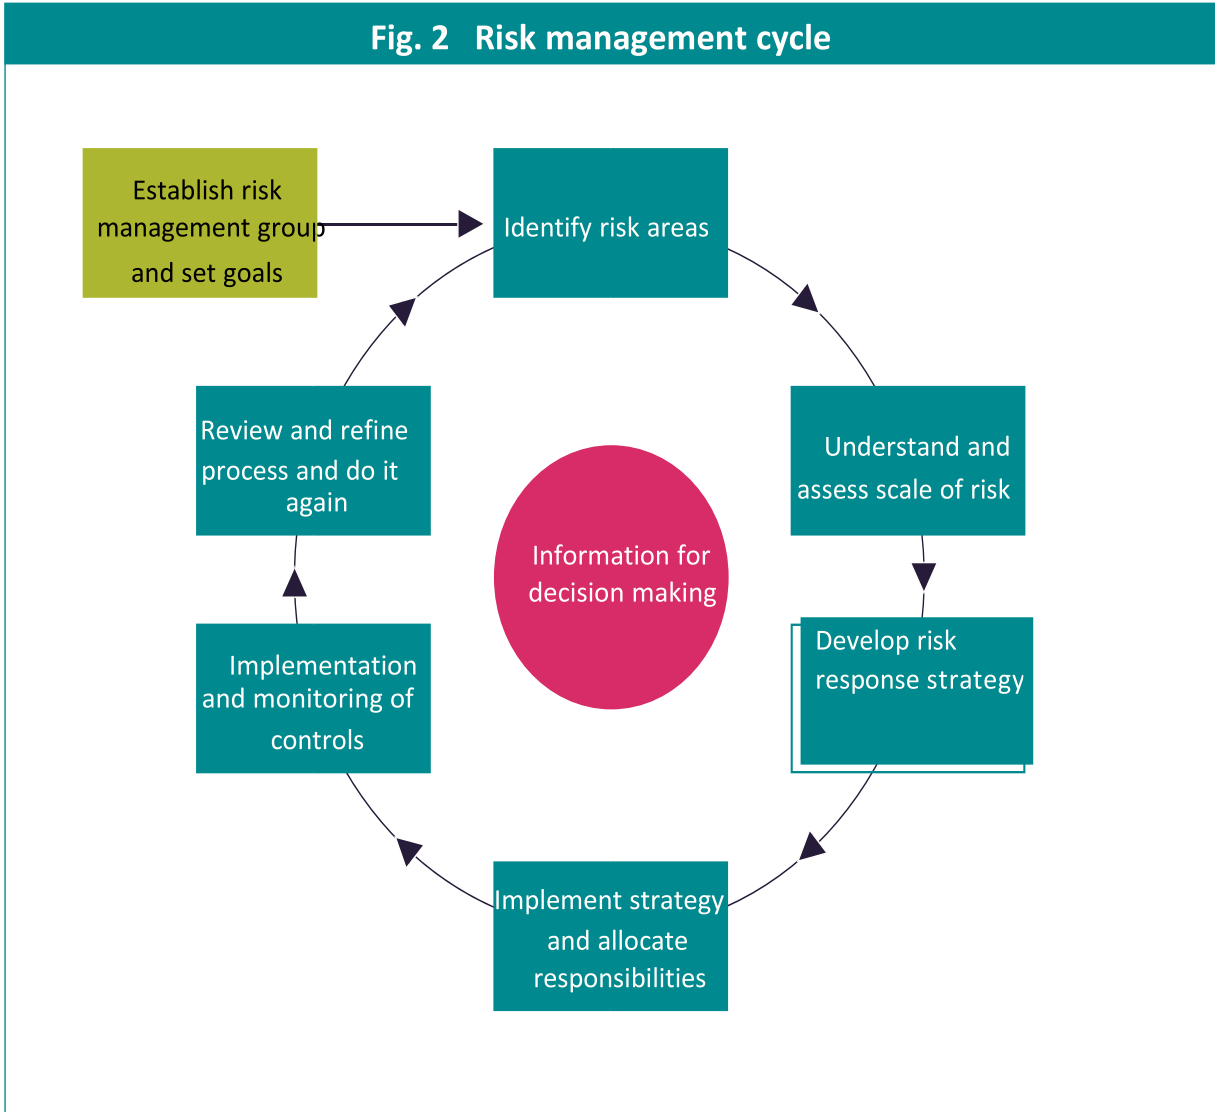 Fig. 2 Risk management cycle
Establish risk
management group
and set goals
Identify risk areas
Understand and
assess scale of risk
Develop risk
response strategy
Implement strategy
and allocate
responsibilities
Implementation
and monitoring of
controls
Review and refine
process and do it
again
Information for
decision making